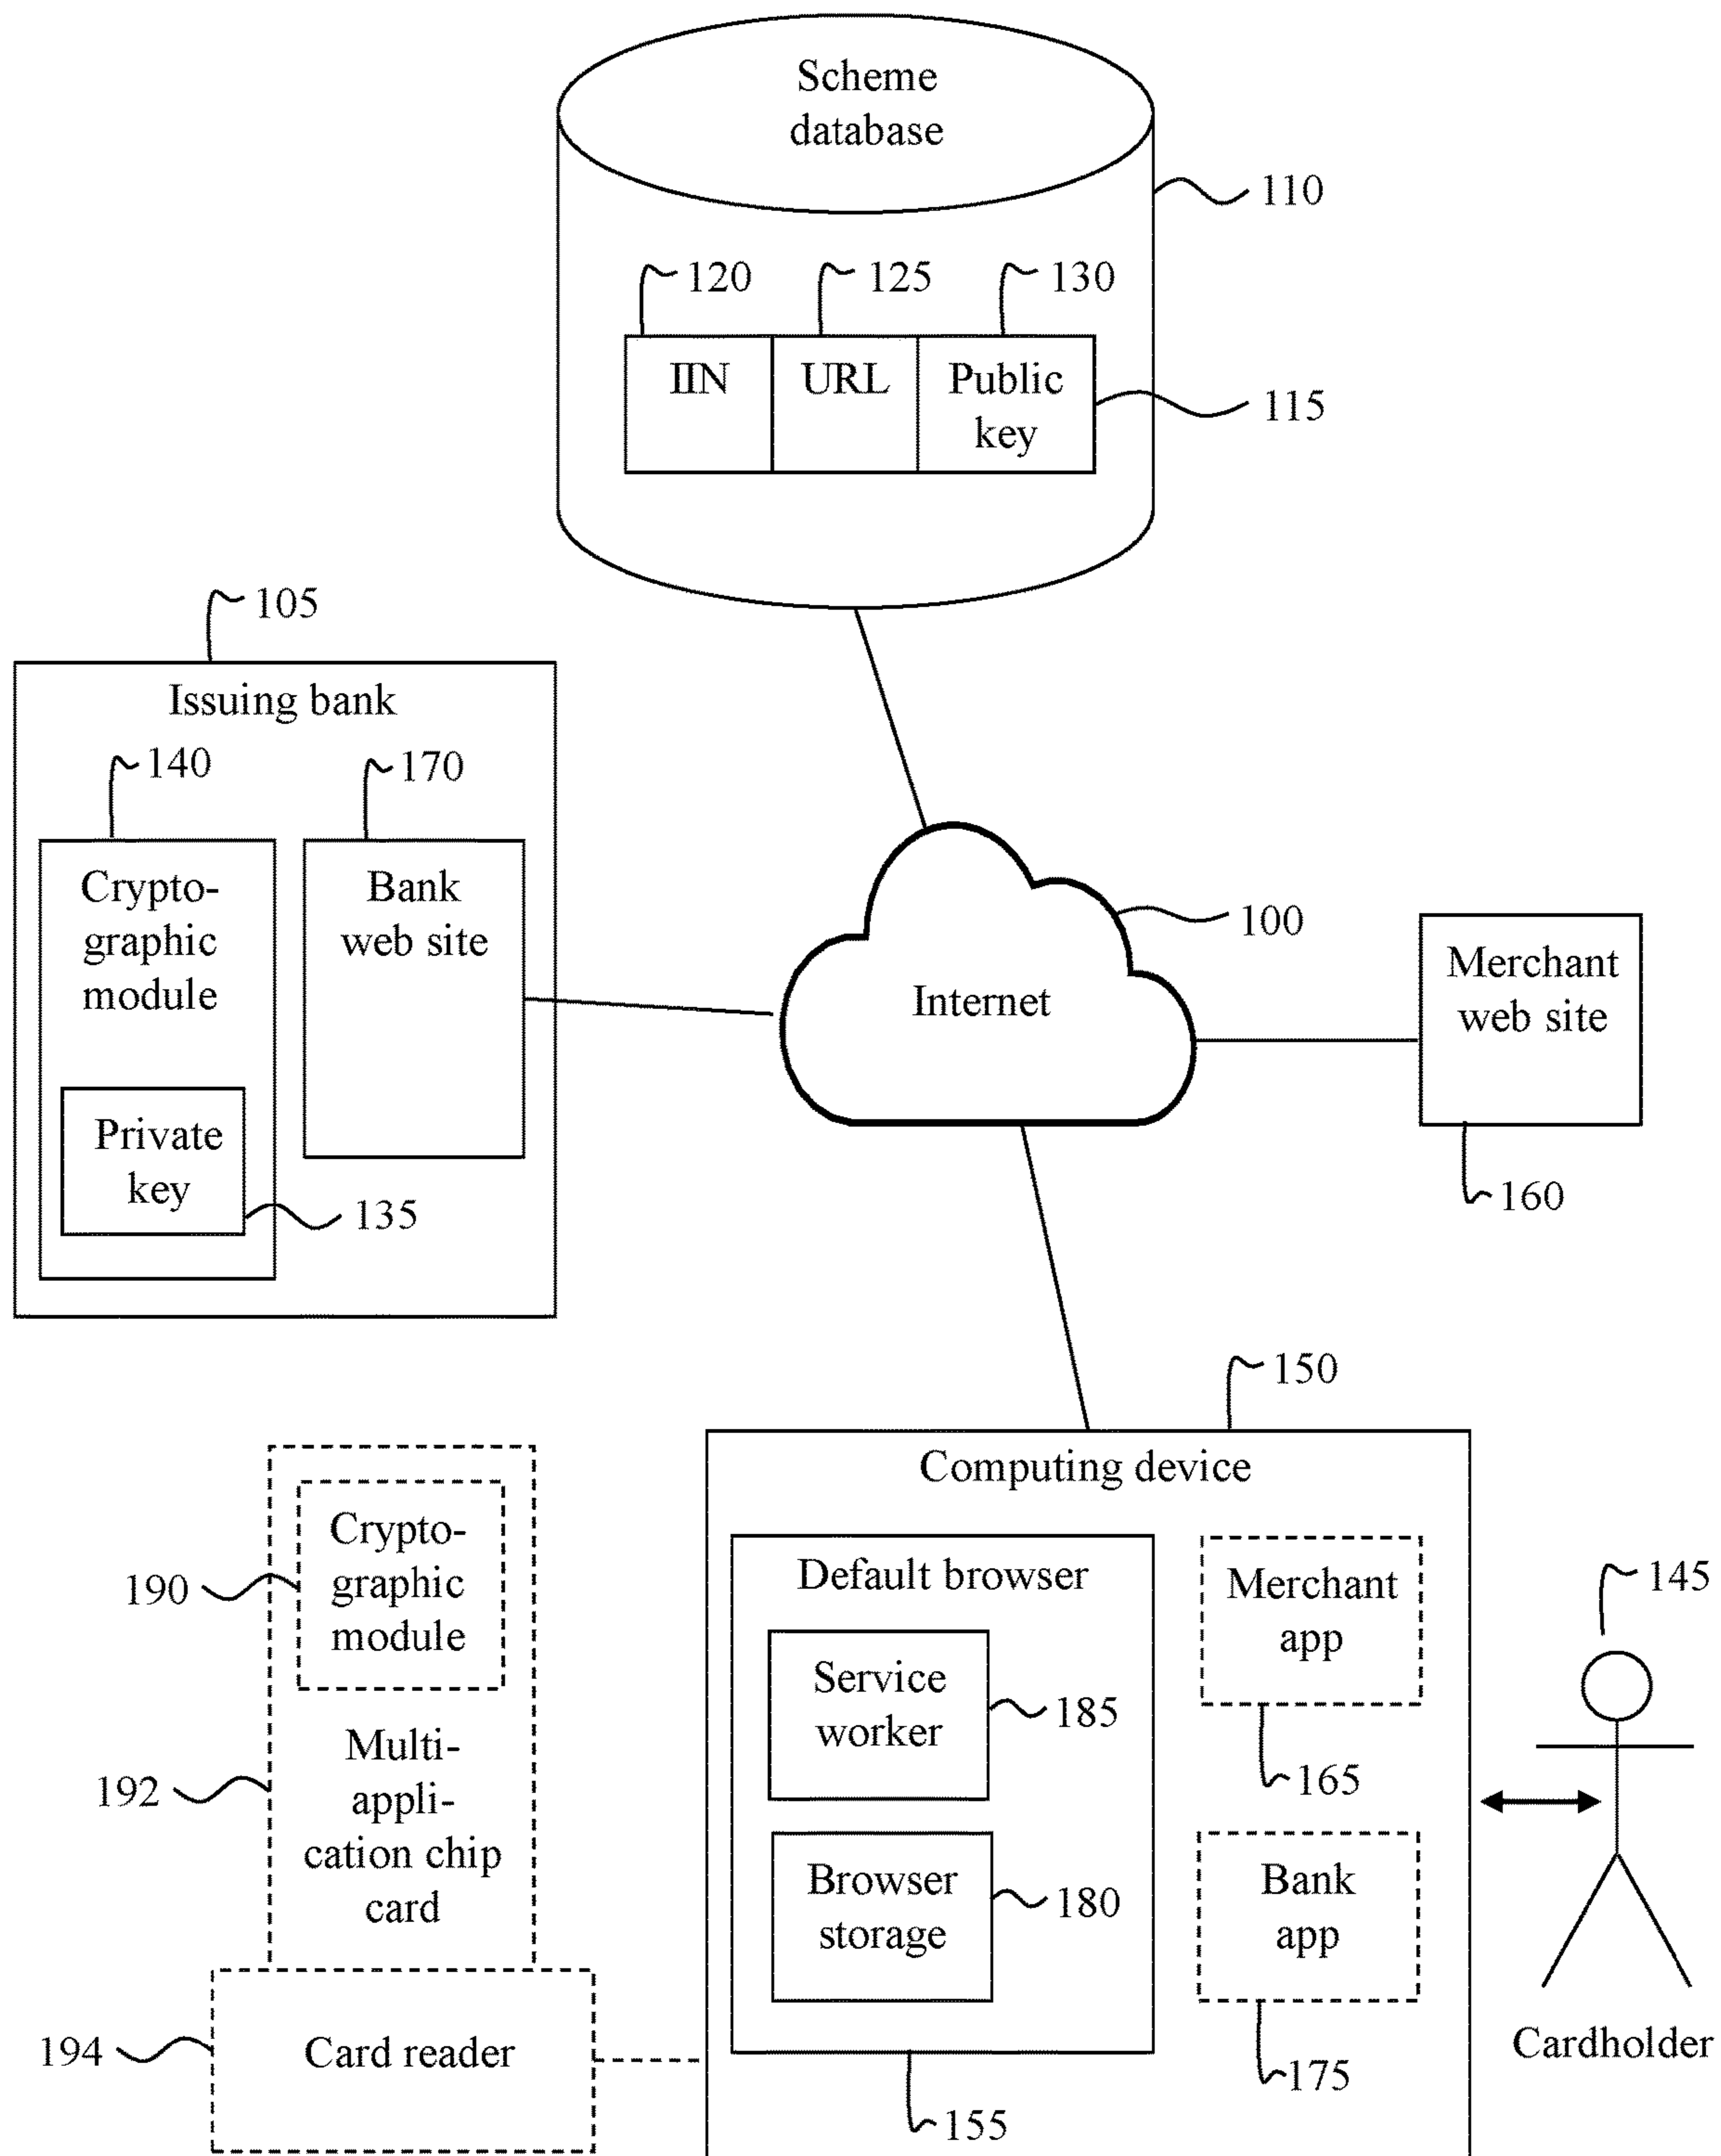 Scheme
database
110
120
125
130
IIN
URL
Public
key
115
105
Issuing bank
140
170
Crypto-
graphic
module
Bank
web site
Private
key
135
100
Internet
Merchant
web site
160
150
Computing device
Crypto-
graphic
module
190
Multi-
appli-
cation chip
card
192
Card reader
194
Default browser
Service
worker
185
Browser
storage
180
155
Merchant
app
165
Bank
app
175
145
Cardholder